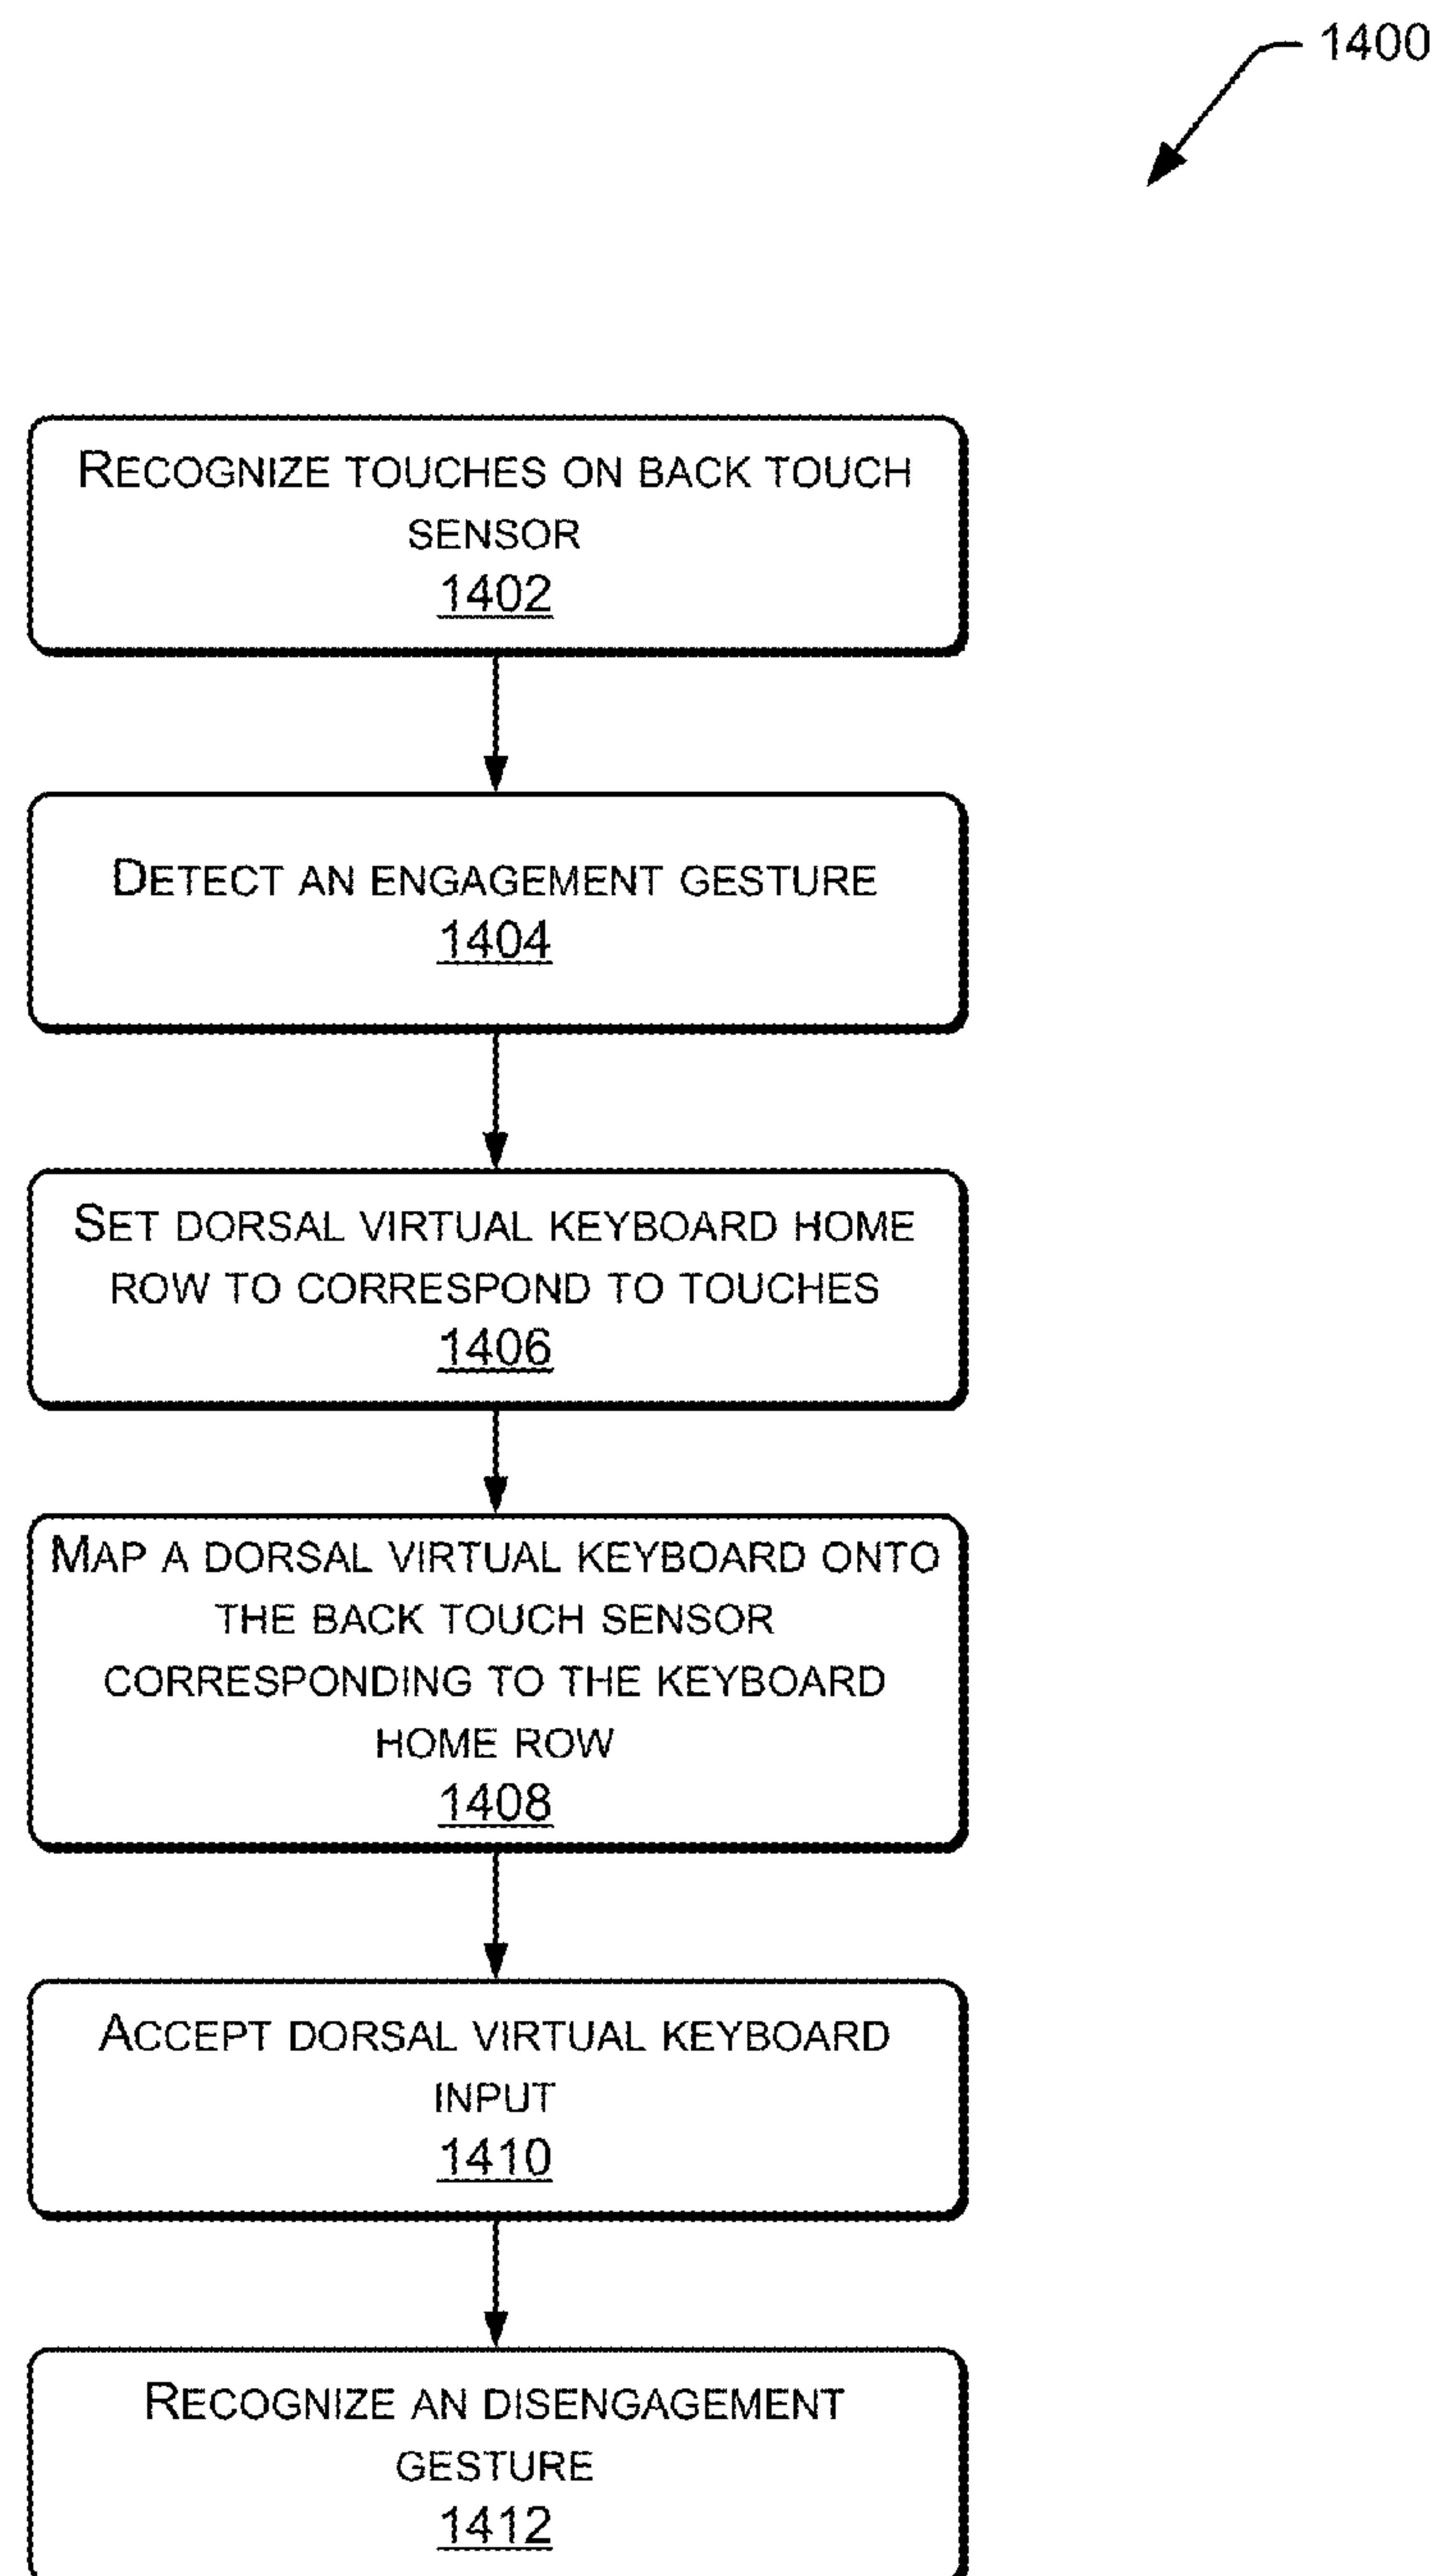 1400
RECOGNIZE TOUCHES ON BACK TOUCH
SENSOR
1402
DETECT AN ENGAGEMENT GESTURE
1404
SET DORSAL VIRTUAL KEYBOARD HOME
ROW TO CORRESPOND TO TOUCHES
1406
MAP A DORSAL VIRTUAL KEYBOARD ONTO
THE BACK TOUCH SENSOR
CORRESPONDING TO THE KEYBOARD
HOME ROW
1408
ACCEPT DORSAL VIRTUAL KEYBOARD
INPUT
1410
RECOGNIZE AN DISENGAGEMENT
GESTURE
1412